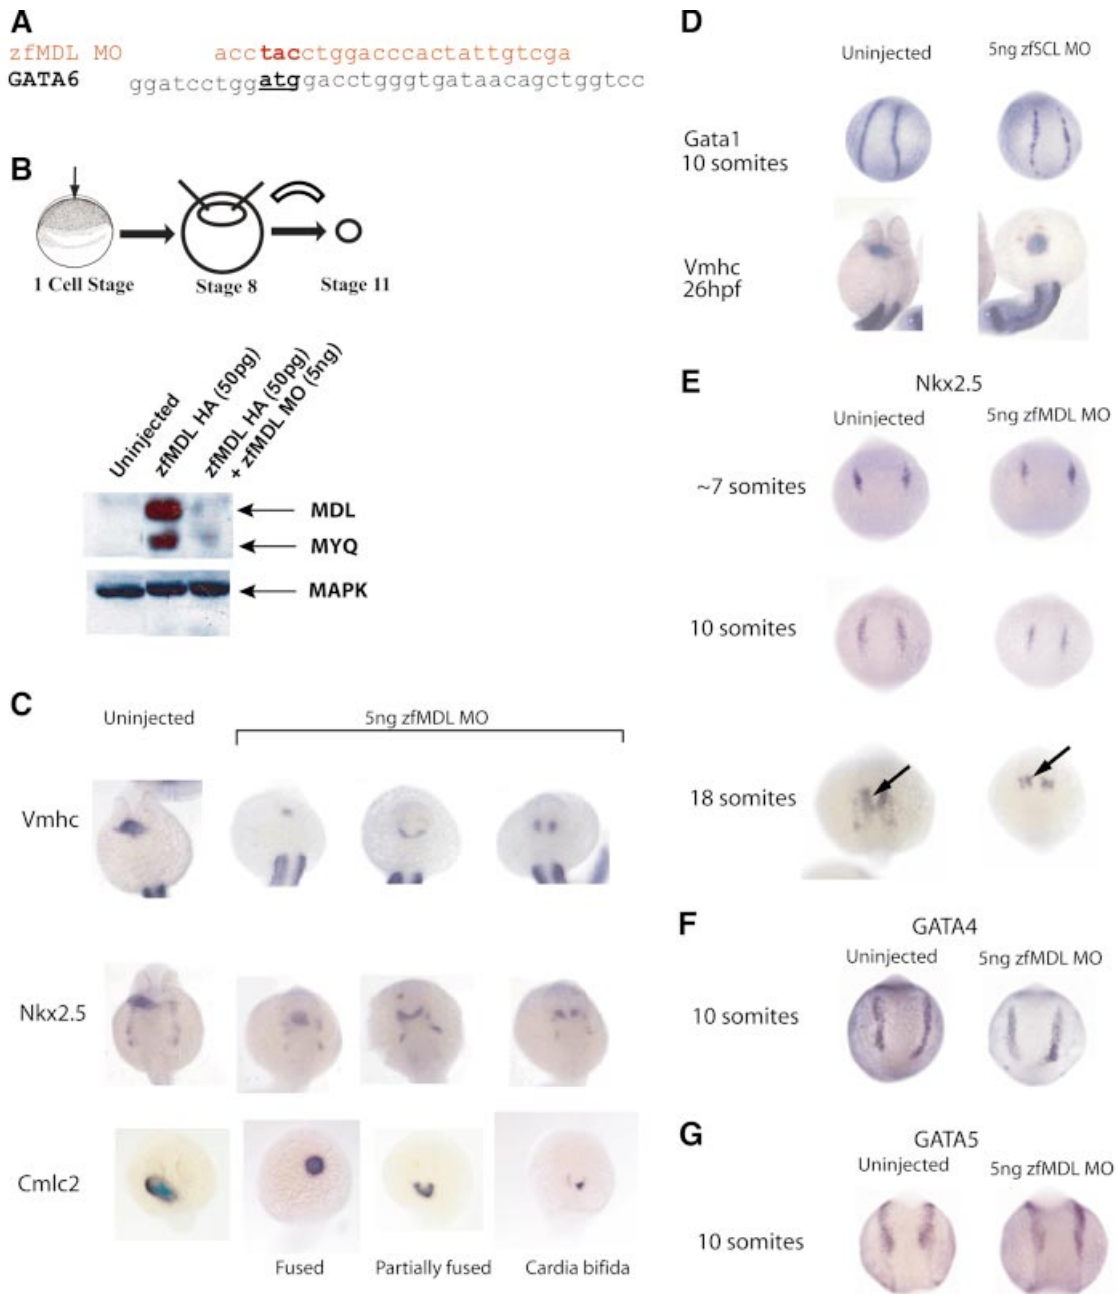 A
zfMDL MO acctacctggacccactattgtcga
GATA6 ggatcctggatggacctgggtgataacagctggtcc
B
1 Cell Stage
Stage 8
Stage 11
Uninjected
zfMDL HA (50pg)
zfMDL HA (50pg)
+ zfMDL MO (5ng)
MDL
MYQ
MAPK
C
Uninjected
5ng zfMDL MO
Vmhc
Nkx2.5
Cmlc2
Fused
Partially fused
Cardia bifida
D
Uninjected
5ng zfSCL MO
Gata1
10 somites
Vmhc
26hpf
E
Nkx2.5
Uninjected
5ng zfMDL MO
~7 somites
10 somites
18 somites
F
GATA4
Uninjected
5ng zfMDL MO
10 somites
G
GATA5
Uninjected
5ng zfMDL MO
10 somites